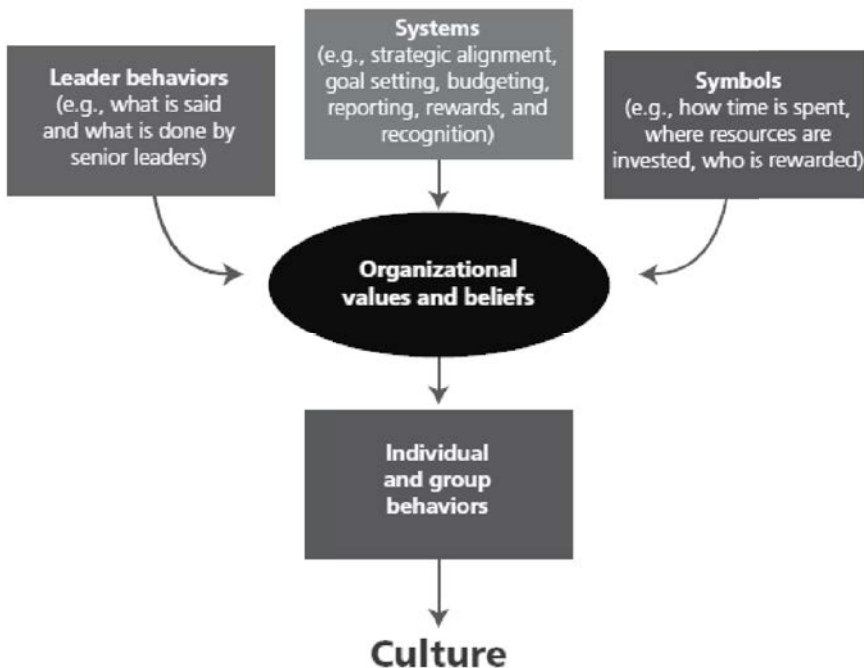 Leader behaviors
(e.g., what is said
and what is done by
senior leaders)
Systems
(e.g., strategic alignment,
goal setting, budgeting,
reporting, rewards, and
recognition)
Symbols
(e.g., how time is spent,
where resources are
invested, who is rewarded)
Organizational
values and beliefs
Individual
and group
behaviors
Culture